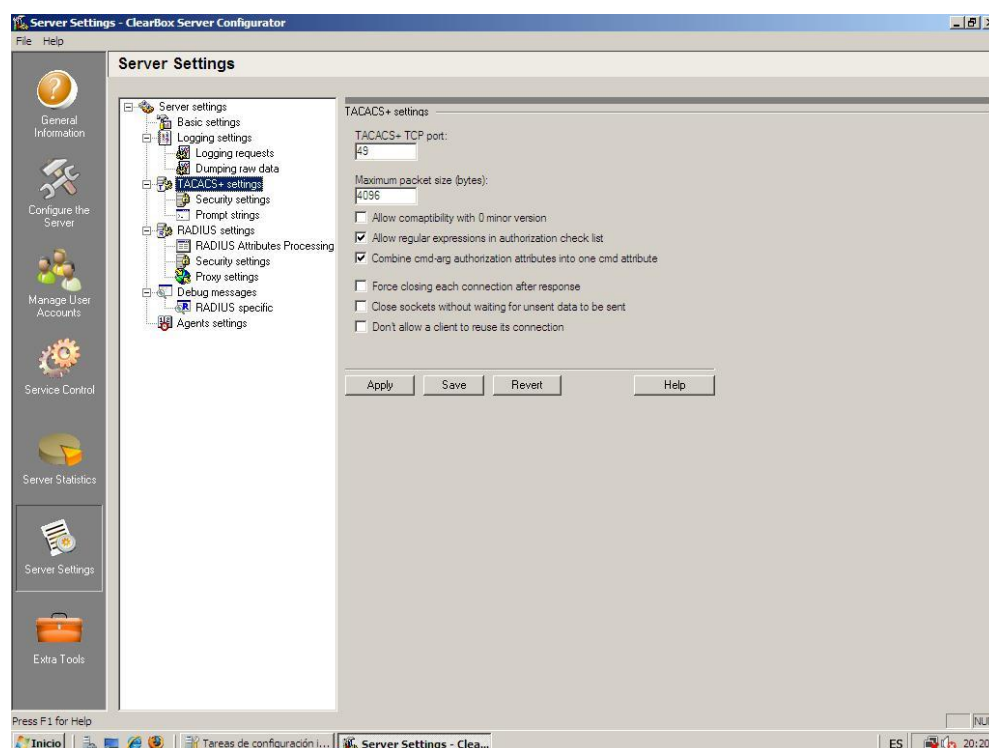 Server Settings - ClearBox Server Configurator
File Help
Server Settings
General
Information
Configure the
Server
Manage User
Accounts
Service Control
Server Statistics
Server Settings
Extra Tools
Server settings
Basic settings
Logging settings
Logging requests
Dumping raw data
TACACS+ settings
Security settings
Prompt strings
RADIUS settings
RADIUS Attributes Processing
Security settings
Proxy settings
Debug messages
RADIUS specific
Agents settings
TACACS+ settings
TACACS+ TCP port:
49
Maximum packet size (bytes):
4096
Allow comaptibility with 0 minor version
Allow regular expressions in authorization check list
Combine cmd-arg authorization attributes into one cmd attribute
Force closing each connection after response
Close sockets without waiting for unsent data to be sent
Don't allow a client to reuse its connection
Apply Save Revert Help
Press F1 for Help
Inicio Tareas de configuración i... Server Settings - Clea... ES 20:20